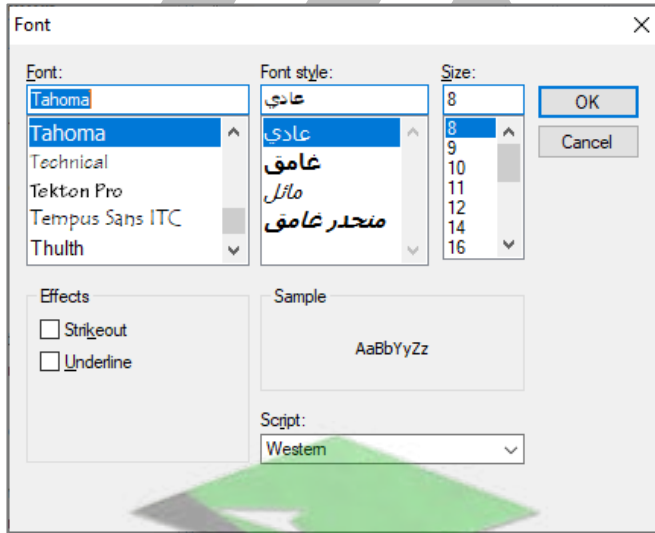 Font
Font:
Tahoma
Tahoma
Technical
Tekton Pro
Tempus Sans ITC
Thulth
Font style:
عادي
عادي
غامق
مائل
منحدر غامق
Size:
8
8
9
10
11
12
14
16
OK
Cancel
Effects
Strikeout
Underline
Sample
AaBbYyZz
Script:
Western